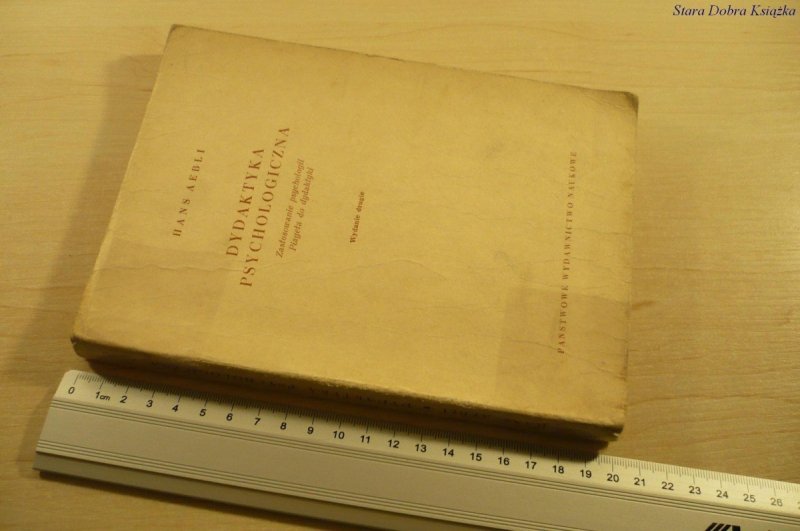 Stara Dobra Książka
HANS AEBLI
DYDAKTYKA
PSYCHOLOGICZNA
Zastosowanie psychologii
Piageta do dydaktyki
Wydanie drugie
PAŃSTWOWE WYDAWNICTWO NAUKOWE
0 1cm 2 3 4 5 6 7 8 9 10 11 12 13 14 15 16 17 18 19 20 21 22 23 24 25 26